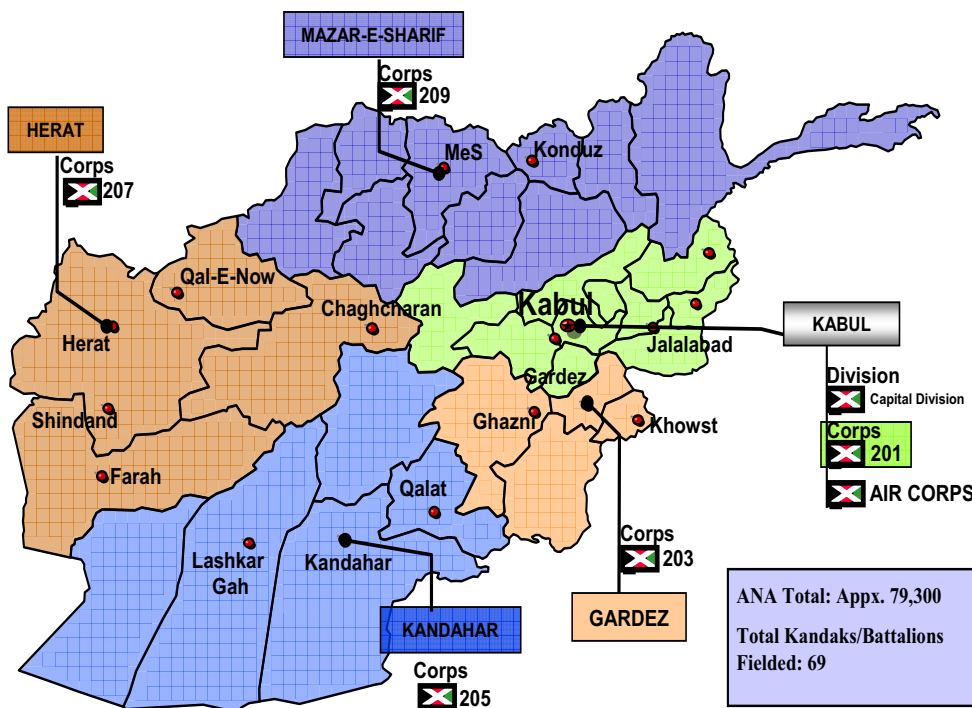 MAZAR-E-SHARIF
Corps
209
HERAT
Corps
207
MeS
Konduz
Qal-E-Now
Chaghcharan
Kabul
Herat
KABUL
Jalalabad
Division
Capital Division
Gardez
Shindand
Ghazni
Khowst
Corps
201
Farah
Qalat
AIR CORPS
Lashkar
Gah
Kandahar
Corps
203
KANDAHAR
GARDEZ
Corps
205
ANA Total: Appx. 79,300
Total Kandaks/Battalions
Fielded: 69